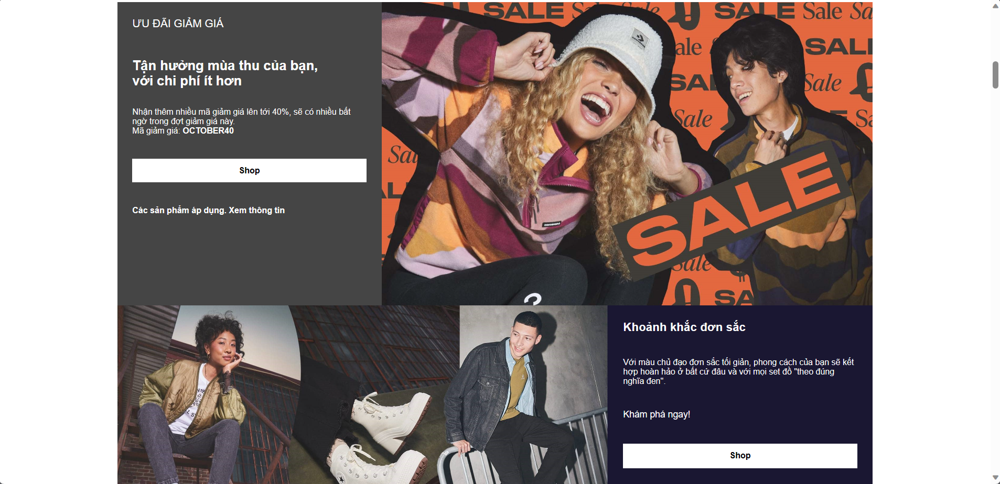 ƯU ĐÃI GIẢM GIÁ
Tận hưởng mùa thu của bạn,
với chi phí ít hơn
Nhận thêm nhiều mã giảm giá lên tới 40%, sẽ có nhiều bất
ngờ trong đợt giảm giá này.
Mã giảm giá: OCTOBER40
Shop
Các sản phẩm áp dụng. Xem thông tin
SALE
SALE Sale
Sale
Sale
CONVERSE
SALE
Sale
SALE
CONVERSE
Khoảnh khắc đơn sắc
Với màu chủ đạo đơn sắc tối giản, phong cách của bạn sẽ kết
hợp hoàn hảo ở bất cứ đâu và với mọi set đồ "theo đúng
nghĩa đen".
Khám phá ngay!
Shop